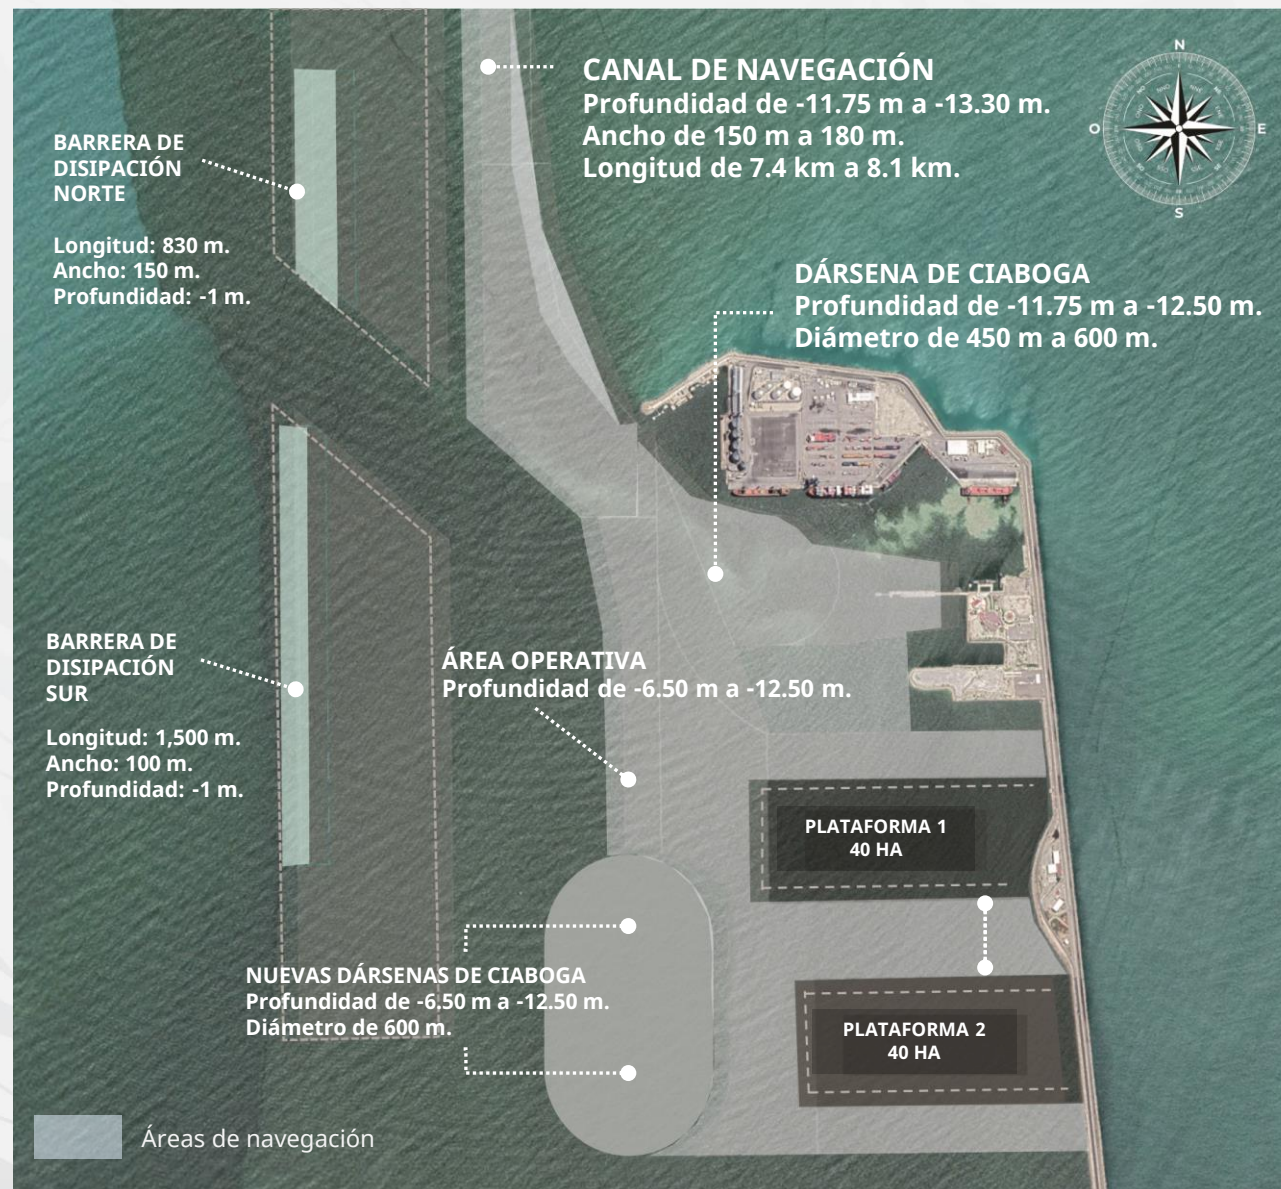 CANAL DE NAVEGACIÓN
Profundidad de -11.75 m a -13.30 m.
Ancho de 150 m a 180 m.
Longitud de 7.4 km a 8.1 km.
N
O
E
S
BARRERA DE
DISIPACIÓN
NORTE
Longitud: 830 m.
Ancho: 150 m.
Profundidad: -1 m.
DÁRSENA DE CIABOGA
Profundidad de -11.75 m a -12.50 m.
Diámetro de 450 m a 600 m.
BARRERA DE
DISIPACIÓN
SUR
Longitud: 1,500 m.
Ancho: 100 m.
Profundidad: -1 m.
ÁREA OPERATIVA
Profundidad de -6.50 m a -12.50 m.
PLATAFORMA 1
40 HA
NUEVAS DÁRSENAS DE CIABOGA
Profundidad de -6.50 m a -12.50 m.
Diámetro de 600 m.
PLATAFORMA 2
40 HA
Áreas de navegación